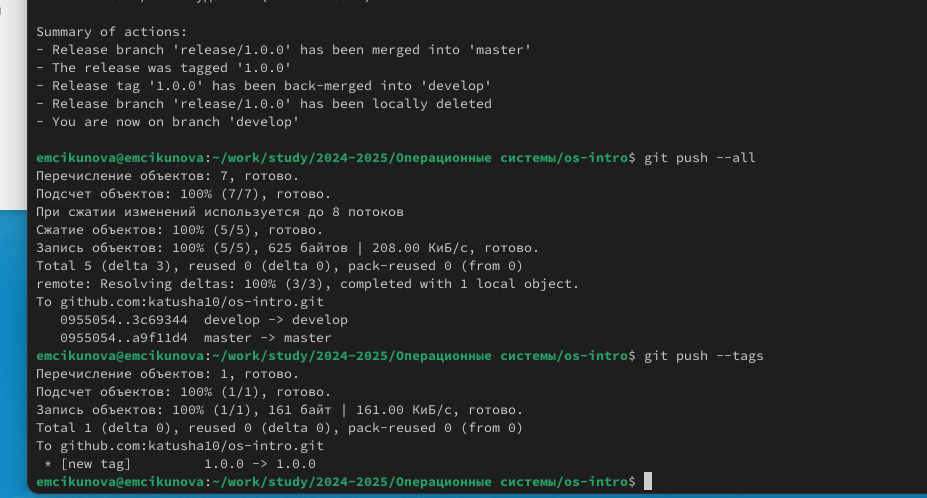 Summary of actions:
- Release branch 'release/1.0.0' has been merged into 'master'
- The release was tagged '1.0.0'
- Release tag '1.0.0' has been back-merged into 'develop'
- Release branch 'release/1.0.0' has been locally deleted
- You are now on branch 'develop'
emcikunova@emcikunova:~/work/study/2024-2025/Операционные системы/os-intro$ git push --all
Перечисление объектов: 7, готово.
Подсчет объектов: 100% (7/7), готово.
При сжатии изменений используется до 8 потоков
Сжатие объектов: 100% (5/5), готово.
Запись объектов: 100% (5/5), 625 байтов | 208.00 КиБ/с, готово.
Total 5 (delta 3), reused 0 (delta 0), pack-reused 0 (from 0)
remote: Resolving deltas: 100% (3/3), completed with 1 local object.
To github.com:katusha10/os-intro.git
   0955054..3c69344  develop -> develop
   0955054..a9f11d4  master -> master
emcikunova@emcikunova:~/work/study/2024-2025/Операционные системы/os-intro$ git push --tags
Перечисление объектов: 1, готово.
Подсчет объектов: 100% (1/1), готово.
Запись объектов: 100% (1/1), 161 байт | 161.00 КиБ/с, готово.
Total 1 (delta 0), reused 0 (delta 0), pack-reused 0 (from 0)
To github.com:katusha10/os-intro.git
 * [new tag]         1.0.0 -> 1.0.0
emcikunova@emcikunova:~/work/study/2024-2025/Операционные системы/os-intro$